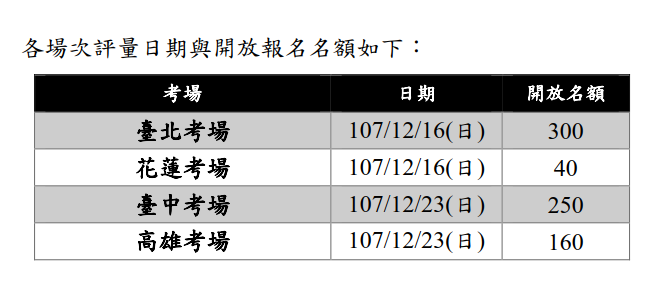 各場次評量日期與開放報名名額如下：
考場 日期 開放名額
臺北考場 107/12/16(日) 300
花蓮考場 107/12/16(日) 40
臺中考場 107/12/23(日) 250
高雄考場 107/12/23(日) 160